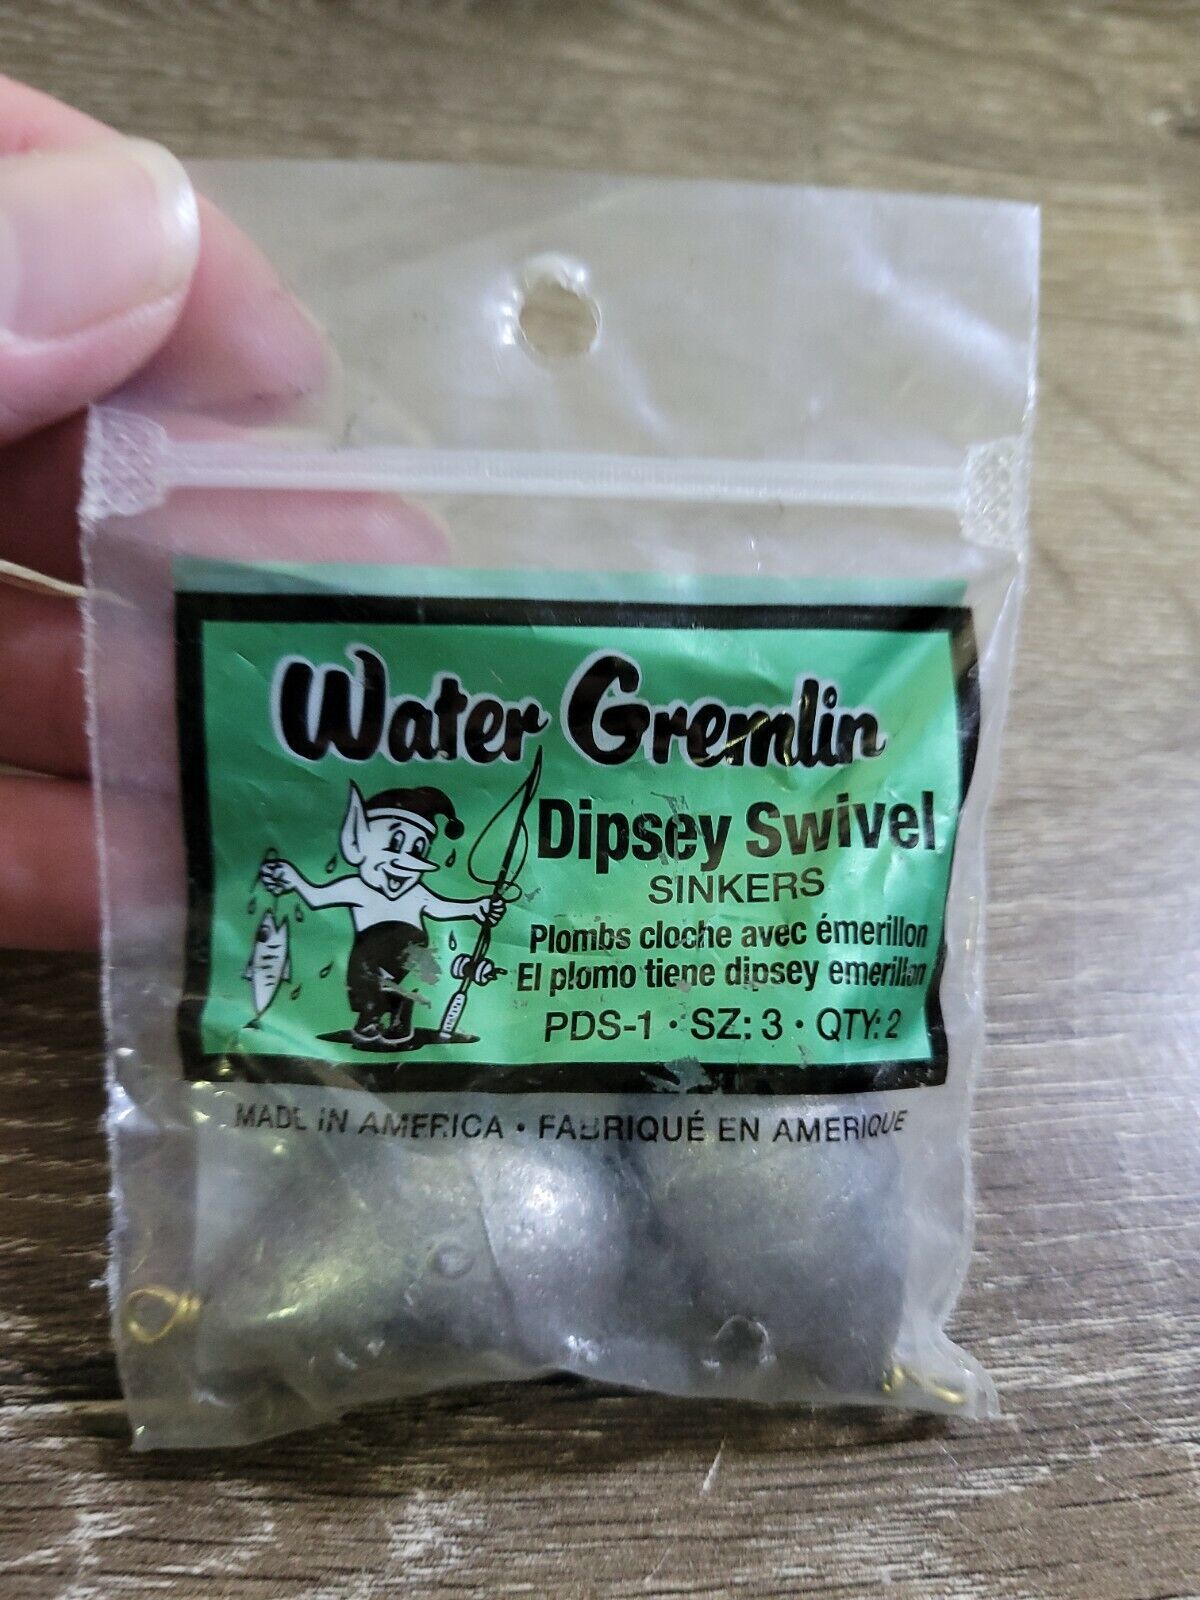 Water Gremlin
Dipsey Swivel
SINKERS
Plombs cloche avec émerillon
El plomo tiene dipsey emerillon
PDS-1 · SZ: 3 · QTY: 2
MADE IN AMERICA • FABRIQUÉ EN AMERIQUE